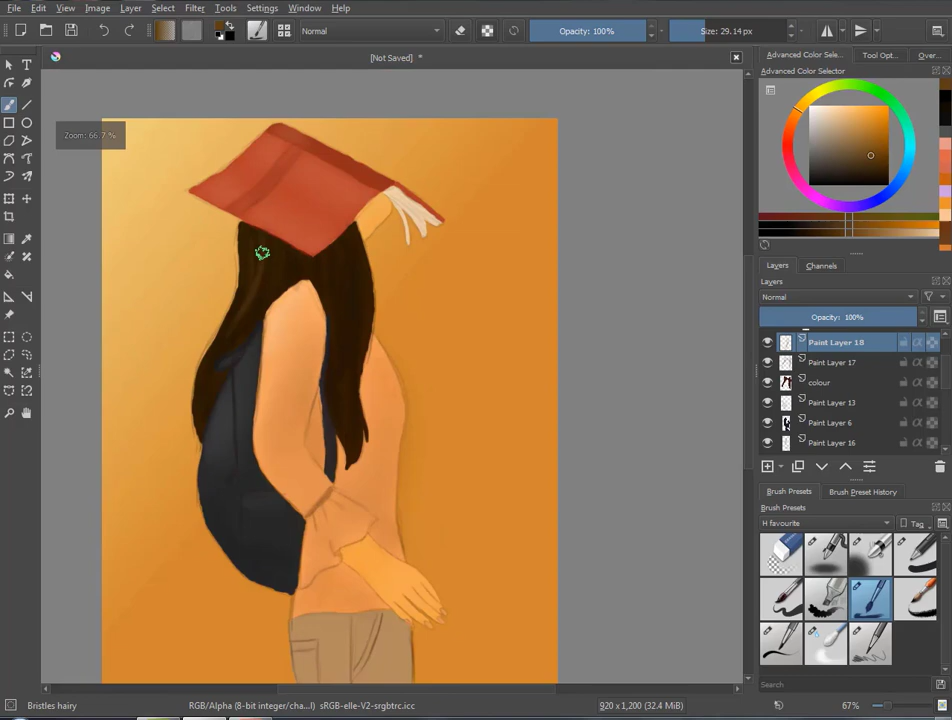 File Edit View Image Layer Select Filter Tools Settings Window Help
Normal Opacity: 100% Size: 29.14 px
[Not Saved] *
Advanced Color Sele... Tool Opt... Over...
Advanced Color Selector
Zoom: 66.7 %
Layers Channels
Layers
Normal
Opacity: 100%
Paint Layer 18
Paint Layer 17
colour
Paint Layer 13
Paint Layer 6
Paint Layer 16
Brush Presets Brush Preset History
Brush Presets
H favourite Tag
Search
Bristles hairy RGB/Alpha (8-bit integer/cha...l) sRGB-elle-V2-srgbtrc.icc 920 x 1,200 (32.4 MiB) 67%